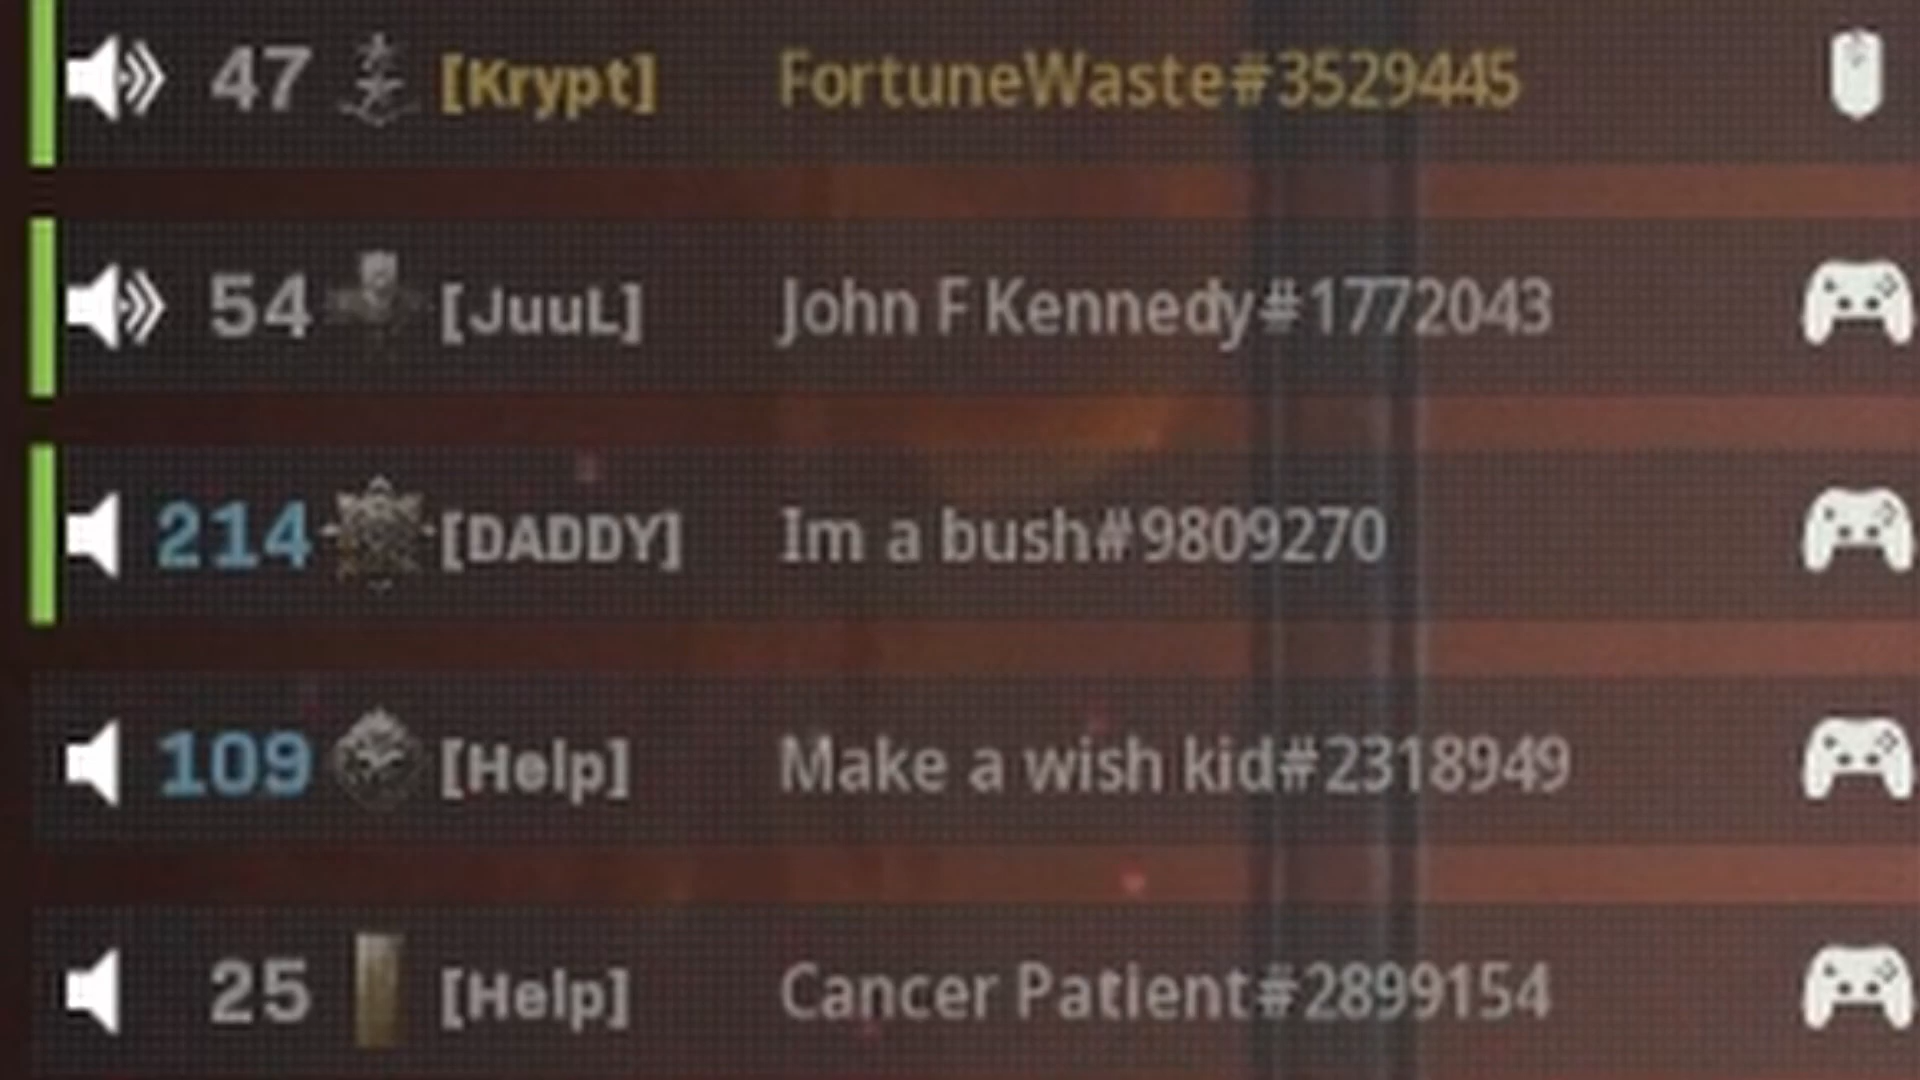 47 [Krypt] FortuneWaste#3529445
54 [JuuL] John F Kennedy#1772043
214 [DADDY] Im a bush#9809270
109 [Help] Make a wish kid#2318949
25 [Help] Cancer Patient#2899154